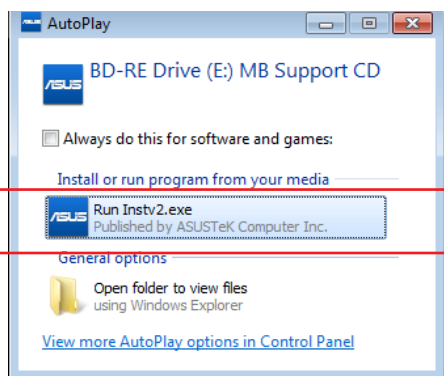 AutoPlay
BD-RE Drive (E:) MB Support CD
ASUS
Always do this for software and games:
Install or run program from your media
ASUS
Run Instv2.exe
Published by ASUSTeK Computer Inc.
General options
Open folder to view files
using Windows Explorer
View more AutoPlay options in Control Panel